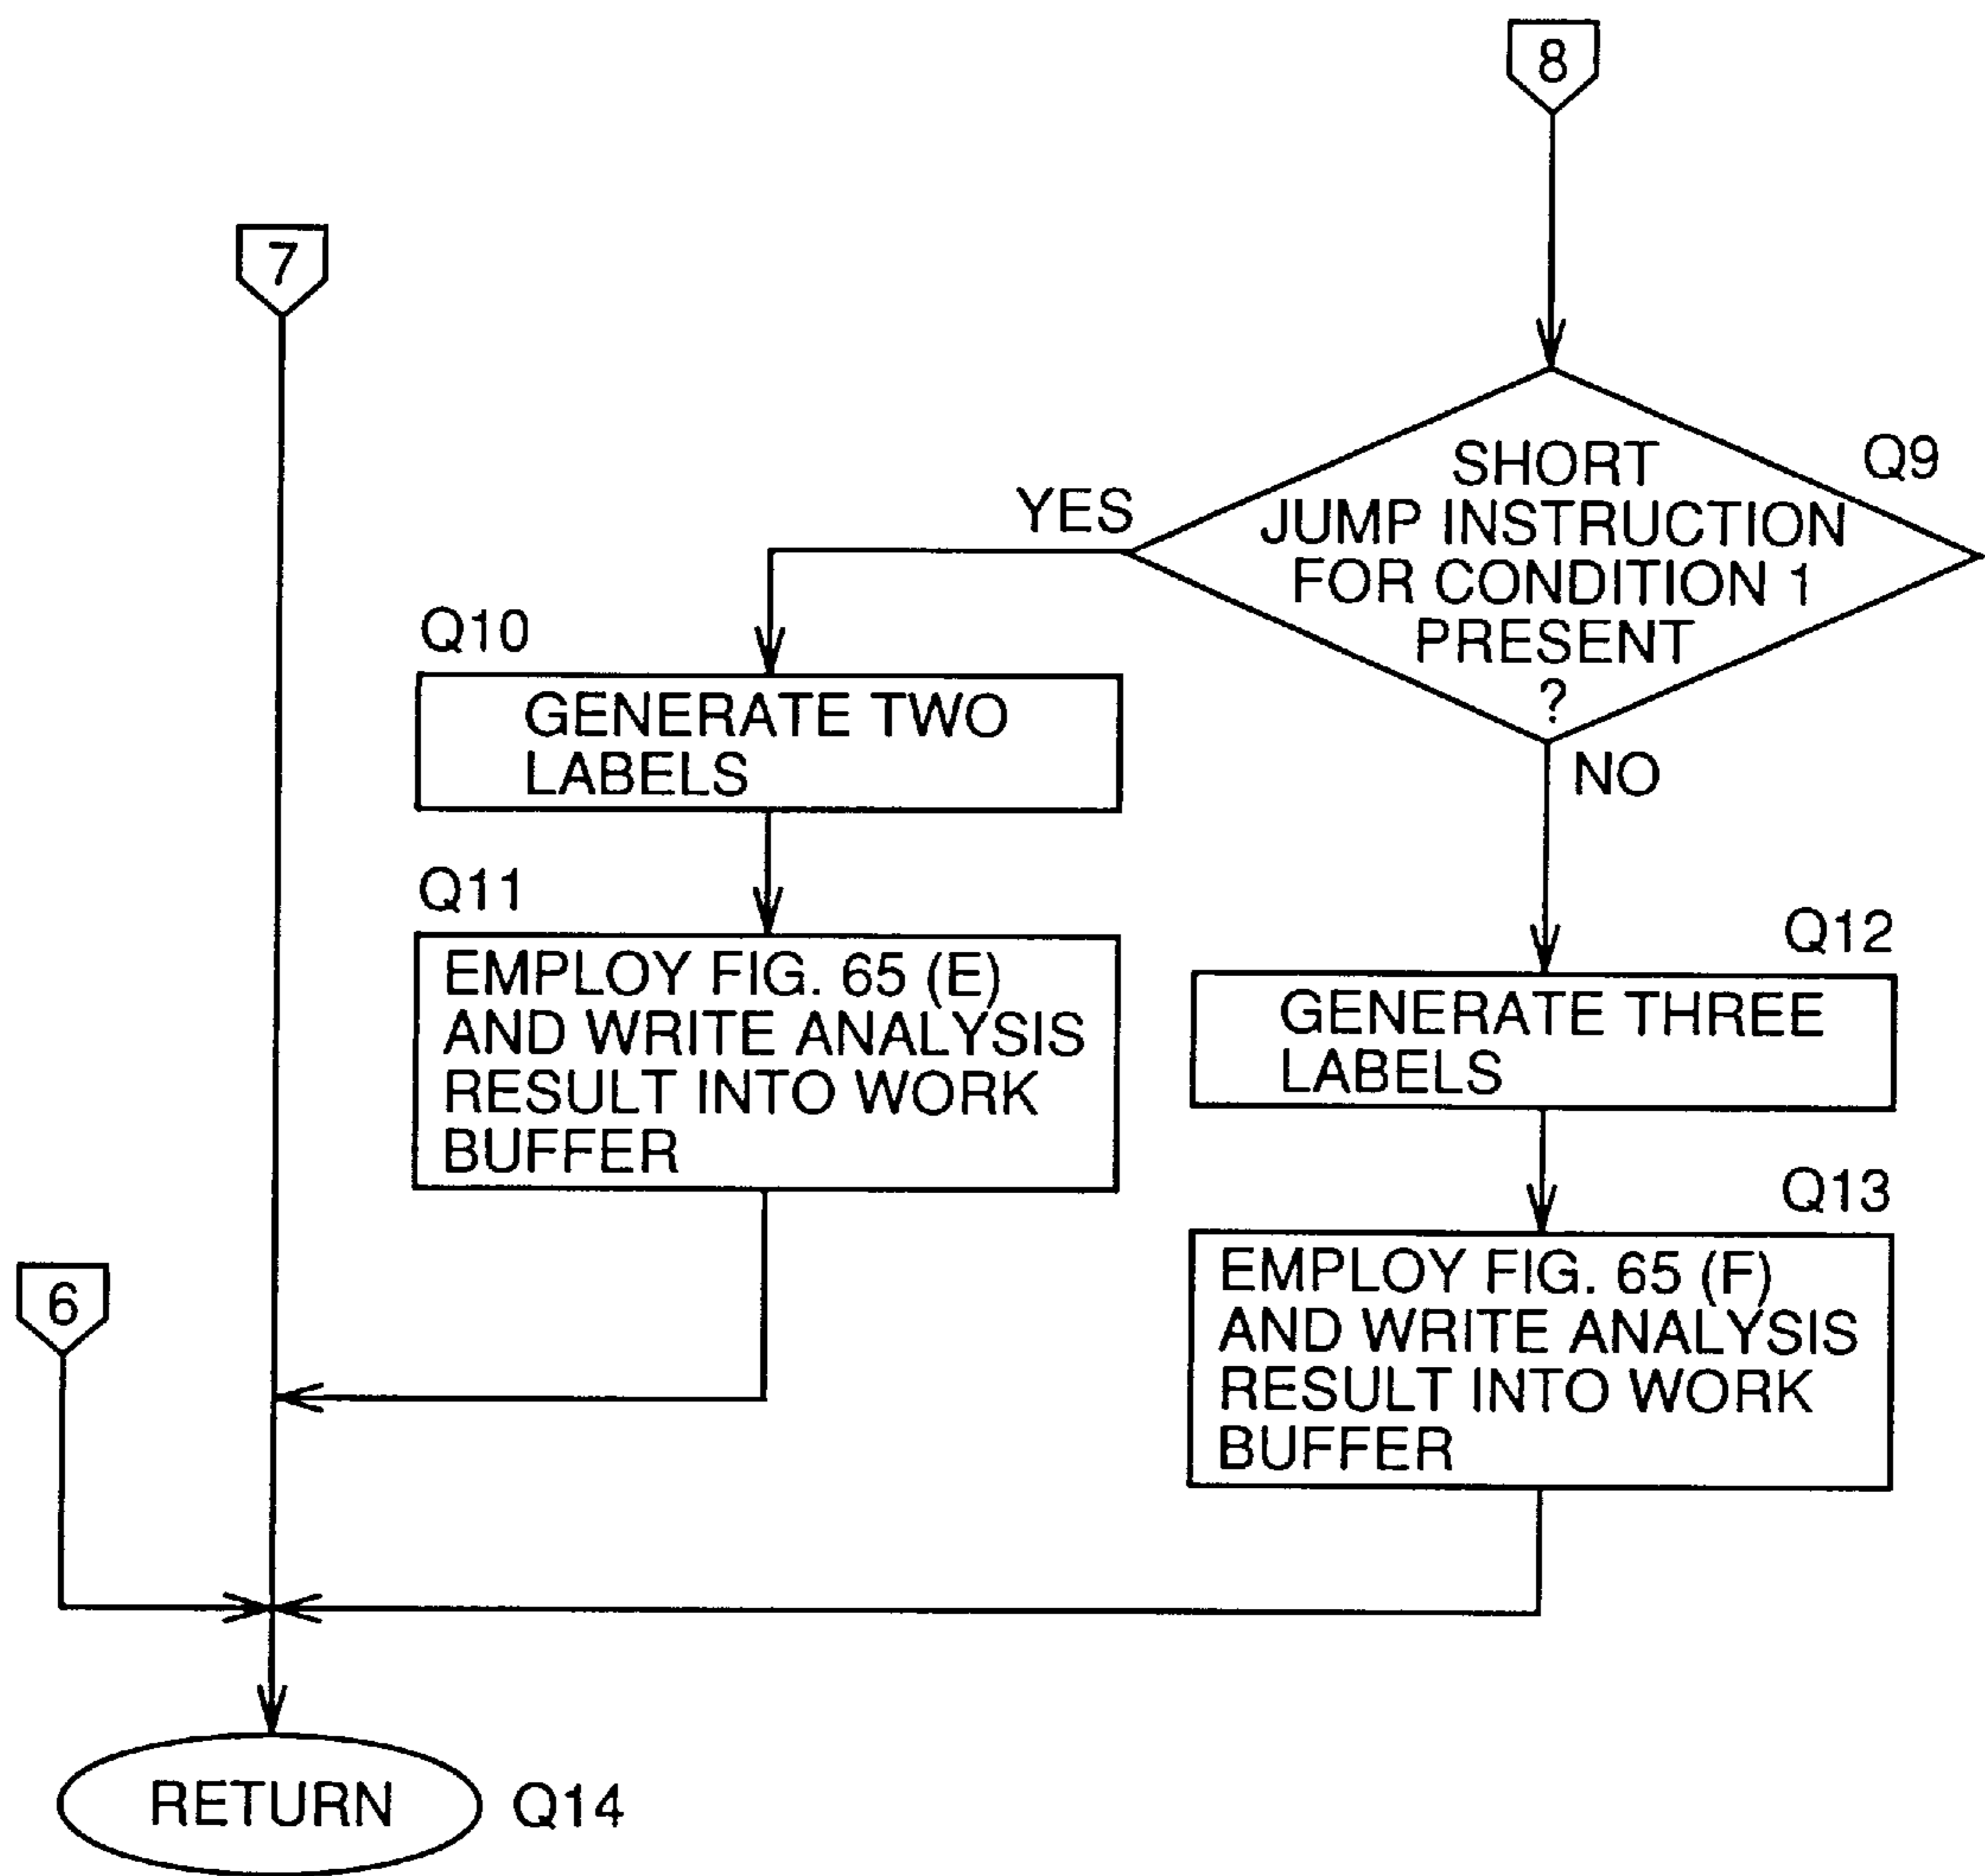 8
7
SHORT
JUMP INSTRUCTION
FOR CONDITION 1
PRESENT
?
Q9
YES
NO
Q10
GENERATE TWO
LABELS
Q11
EMPLOY FIG. 65 (E)
AND WRITE ANALYSIS
RESULT INTO WORK
BUFFER
Q12
GENERATE THREE
LABELS
Q13
EMPLOY FIG. 65 (F)
AND WRITE ANALYSIS
RESULT INTO WORK
BUFFER
6
RETURN
Q14